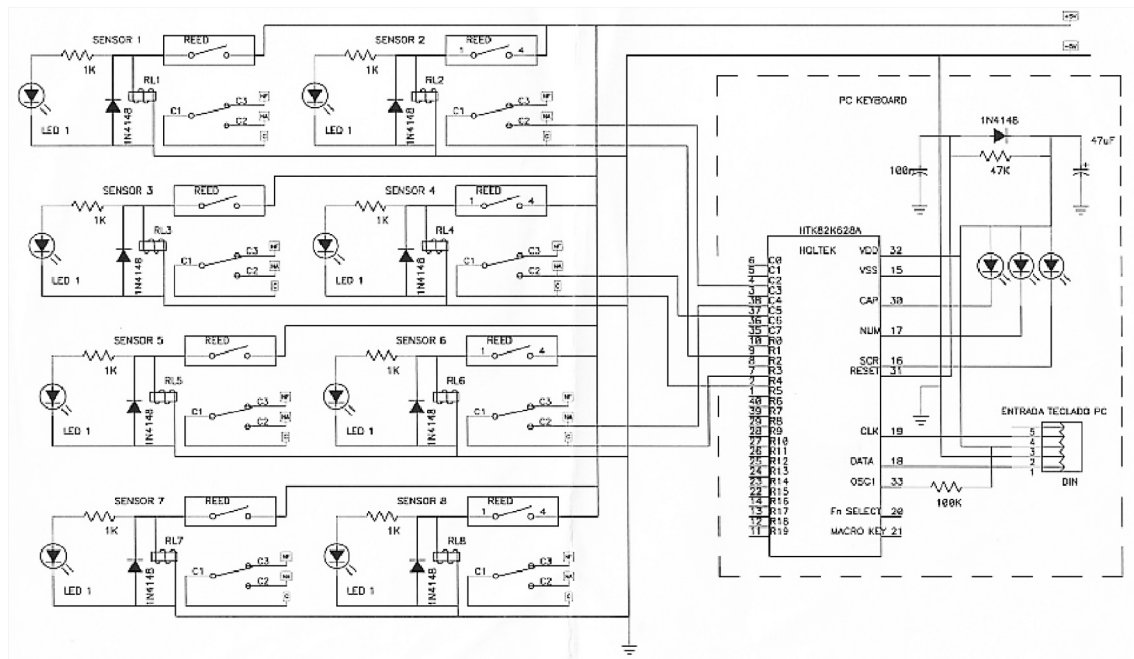 +5V
-5V
SENSOR 1
REED
1K
RL1
LED 1
1N4148
C1
C3
C2
NF
NA
C
SENSOR 2
REED
1
4
1K
RL2
LED 1
1N4148
C1
C3
C2
NF
NA
C
SENSOR 3
REED
1K
RL3
LED 1
1N4148
C1
C3
C2
NF
NA
C
SENSOR 4
REED
1
4
1K
RL4
LED 1
1N4148
C1
C3
C2
NF
NA
C
SENSOR 5
REED
1K
RL5
LED 1
1N4148
C1
C3
C2
NF
NA
C
SENSOR 6
REED
1
4
1K
RL6
LED 1
1N4148
C1
C3
C2
NF
NA
C
SENSOR 7
REED
1K
RL7
LED 1
1N4148
C1
C3
C2
NF
NA
C
SENSOR 8
REED
1
4
1K
RL8
LED 1
1N4148
C1
C3
C2
NF
NA
C
PC KEYBOARD
1N4148
47uF
47K
HTK82K628A
HOLTEK
6 C0
5 C1
4 C2
3 C3
38 C4
37 C5
36 C6
35 C7
10 R0
9 R1
8 R2
7 R3
2 R4
1 R5
40 R6
39 R7
29 R8
28 R9
27 R10
26 R11
25 R12
24 R13
23 R14
22 R15
14 R16
13 R17
12 R18
11 R19
VDD 32
VSS 15
CAP 30
NUM 17
SCR 16
RESET 31
CLK 19
DATA 18
OSC1 33
Fn SELECT 20
MACRO KEY 21
100K
ENTRADA TECLADO PC
5
4
3
2
1
DIN